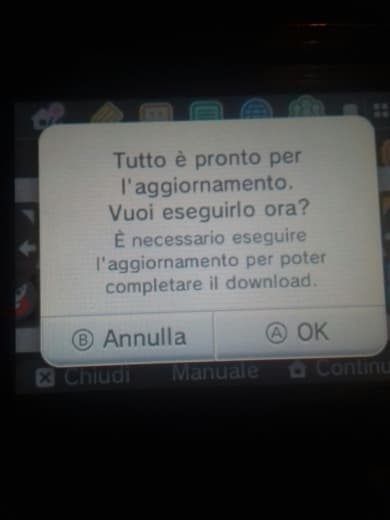 Tutto è pronto per
l'aggiornamento.
Vuoi eseguirlo ora?
È necessario eseguire
l'aggiornamento per poter
completare il download.
Ⓑ Annulla Ⓐ OK
X Chiudi Manuale Continu